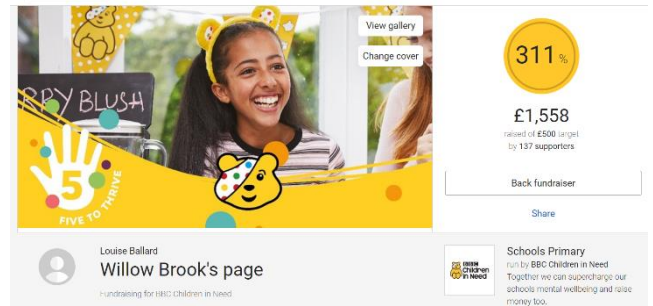 View gallery
Change cover
RPY BLUSH
5
FIVE TO THRIVE
311 %
£1,558
raised of £500 target
by 137 supporters
Back fundraiser
Share
Louise Ballard
Willow Brook's page
Fundraising for BBC Children in Need
BBC
Children
in Need
Schools Primary
run by BBC Children in Need
Together we can supercharge our
schools mental wellbeing and raise
money too.